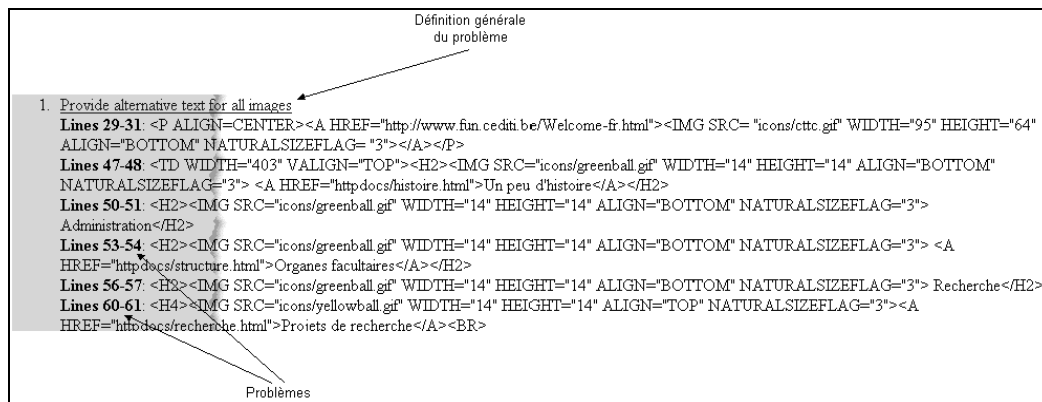 Définition générale
du problème
1. Provide alternative text for all images
Lines 29-31: <P ALIGN=CENTER><A HREF="http://www.fun.cediti.be/Welcome-fr.html"><IMG SRC= "icons/cttc.gif" WIDTH="95" HEIGHT="64"
ALIGN="BOTTOM" NATURALSIZEFLAG= "3"></A></P>
Lines 47-48: <TD WIDTH="403" VALIGN="TOP"><H2><IMG SRC="icons/greenball.gif" WIDTH="14" HEIGHT="14" ALIGN="BOTTOM"
NATURALSIZEFLAG="3"> <A HREF="httpdocs/histoire.html">Un peu d'histoire</A></H2>
Lines 50-51: <H2><IMG SRC="icons/greenball.gif" WIDTH="14" HEIGHT="14" ALIGN="BOTTOM" NATURALSIZEFLAG="3">
Administration</H2>
Lines 53-54: <H2><IMG SRC="icons/greenball.gif" WIDTH="14" HEIGHT="14" ALIGN="BOTTOM" NATURALSIZEFLAG="3"> <A
HREF="httpdocs/structure.html">Organes facultaires</A></H2>
Lines 56-57: <H2><IMG SRC="icons/greenball.gif" WIDTH="14" HEIGHT="14" ALIGN="BOTTOM" NATURALSIZEFLAG="3"> Recherche</H2>
Lines 60-61: <H4><IMG SRC="icons/yellowball.gif" WIDTH="14" HEIGHT="14" ALIGN="TOP" NATURALSIZEFLAG="3"><A
HREF="httpdocs/recherche.html">Projets de recherche</A><BR>
Problèmes